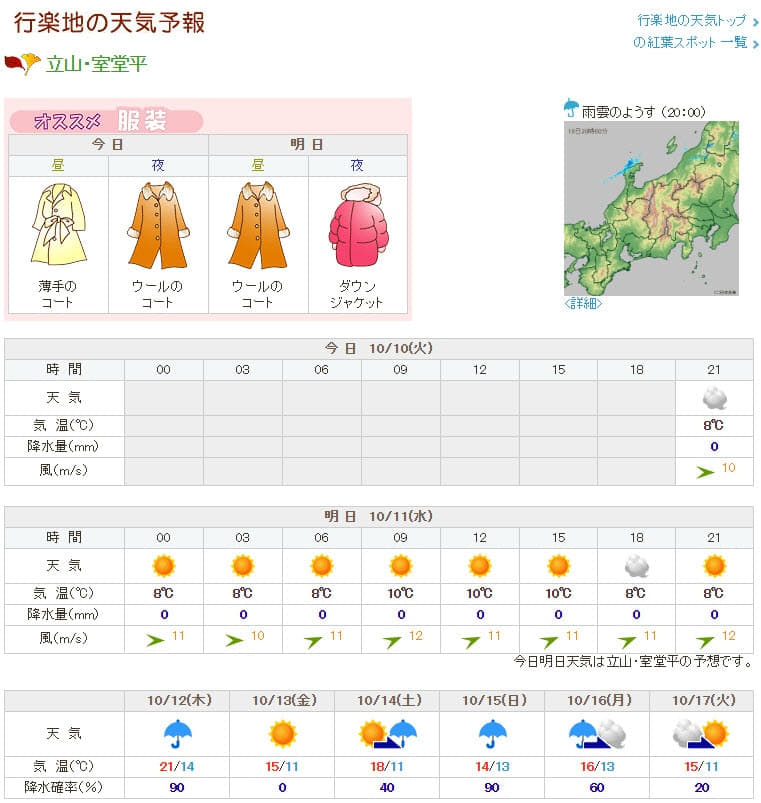 行楽地の天気予報
行楽地の天気トップ
の紅葉スポット 一覧
立山・室堂平
オススメ 服装
今日 明日
昼 夜 昼 夜
薄手の コート
ウールの コート
ウールの コート
ダウン ジャケット
雨雲のようす (20:00)
<詳細>
今日 10/10(火)
時間 00 03 06 09 12 15 18 21
天気
気温(℃) 8℃
降水量(mm) 0
風(m/s) 10
明日 10/11(水)
時間 00 03 06 09 12 15 18 21
天気
気温(℃) 8℃ 8℃ 8℃ 10℃ 10℃ 10℃ 8℃ 8℃
降水量(mm) 0 0 0 0 0 0 0 0
風(m/s) 11 10 11 12 11 11 11 12
今日明日天気は立山・室堂平の予想です。
10/12(木) 10/13(金) 10/14(土) 10/15(日) 10/16(月) 10/17(火)
天気
気温(℃) 21/14 15/11 18/11 14/13 16/13 15/11
降水確率(%) 90 0 40 90 60 20